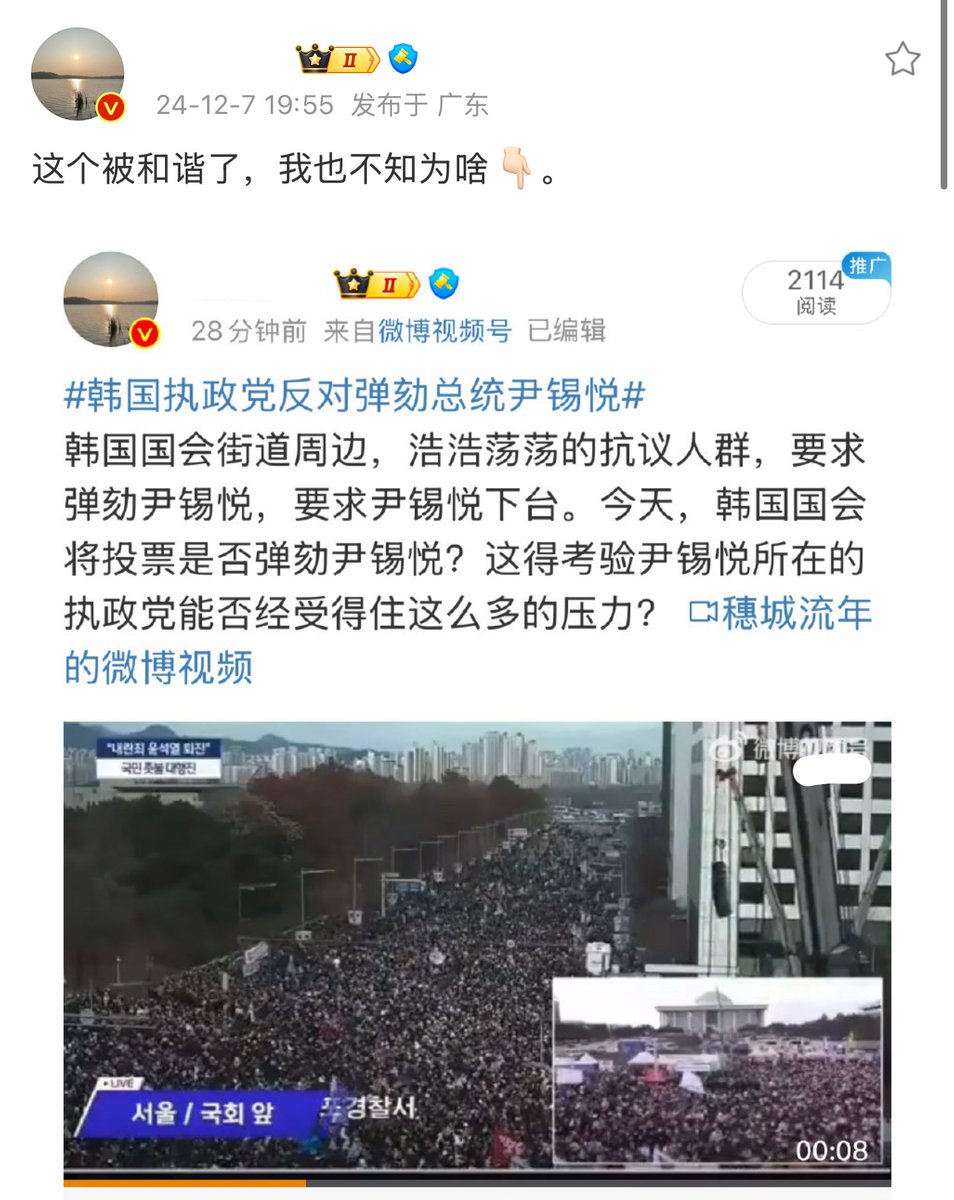 II
24-12-7 19:55 发布于 广东
这个被和谐了，我也不知为啥👇🏻。
II
推广
2114
阅读
28分钟前 来自微博视频号 已编辑
#韩国执政党反对弹劾总统尹锡悦#
韩国国会街道周边，浩浩荡荡的抗议人群，要求
弹劾尹锡悦，要求尹锡悦下台。今天，韩国国会
将投票是否弹劾尹锡悦？这得考验尹锡悦所在的
执政党能否经受得住这么多的压力？ 穗城流年
的微博视频
"내란죄 윤석열 퇴진"
국민촛불대행진
微博
LIVE
서울 / 국회 앞
경찰서
00:08